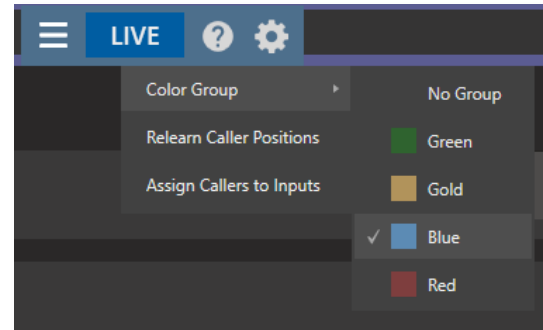 LIVE
?
Color Group
Relearn Caller Positions
Assign Callers to Inputs
No Group
Green
Gold
Blue
Red